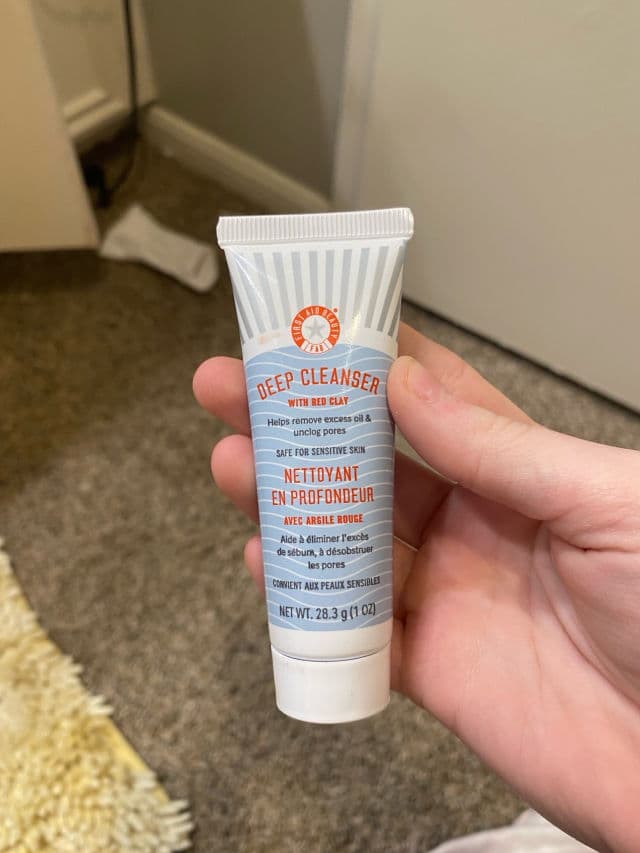 FIRST AID BEAUTY
FAB
DEEP CLEANSER
WITH RED CLAY
Helps remove excess oil &
unclog pores
SAFE FOR SENSITIVE SKIN
NETTOYANT
EN PROFONDEUR
AVEC ARGILE ROUGE
Aide à éliminer l'excès
de sébum, à désobstruer
les pores
CONVIENT AUX PEAUX SENSIBLES
NET WT. 28.3 g (1 OZ)